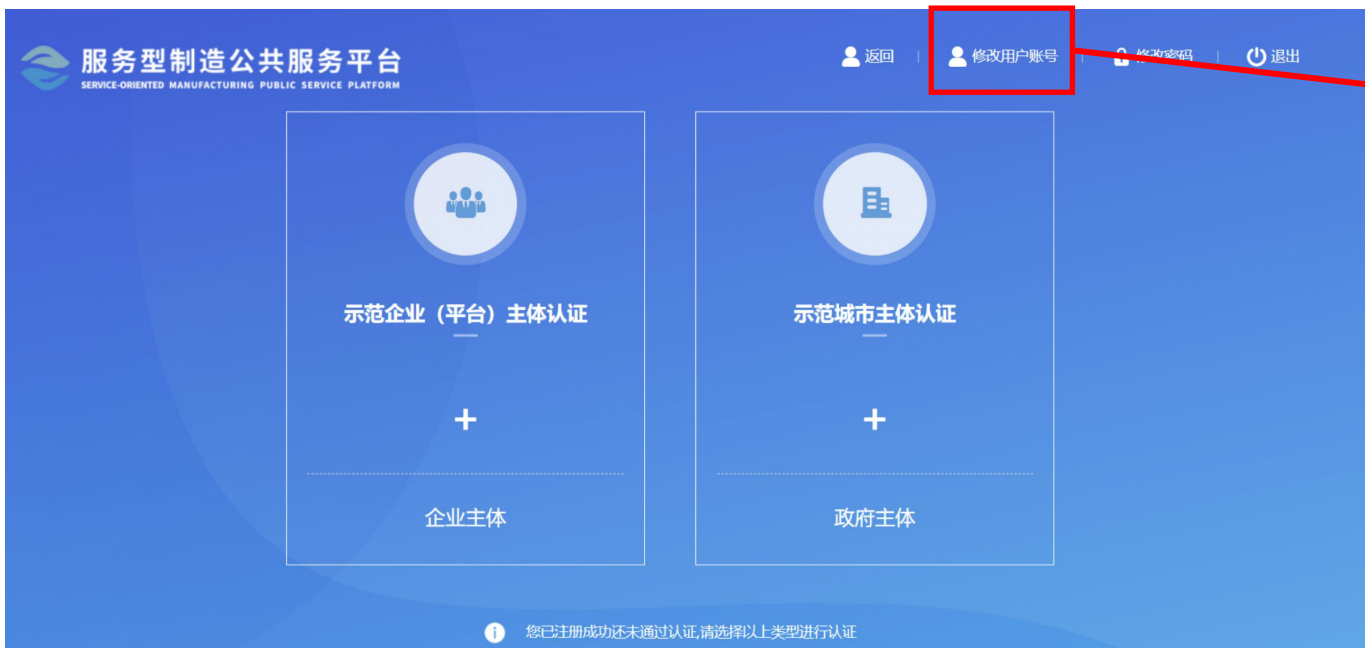 服务型制造公共服务平台
SERVICE-ORIENTED MANUFACTURING PUBLIC SERVICE PLATFORM
返回 | 修改用户账号 | 修改密码 | 退出
示范企业（平台）主体认证
+
企业主体
示范城市主体认证
+
政府主体
您已注册成功还未通过认证,请选择以上类型进行认证